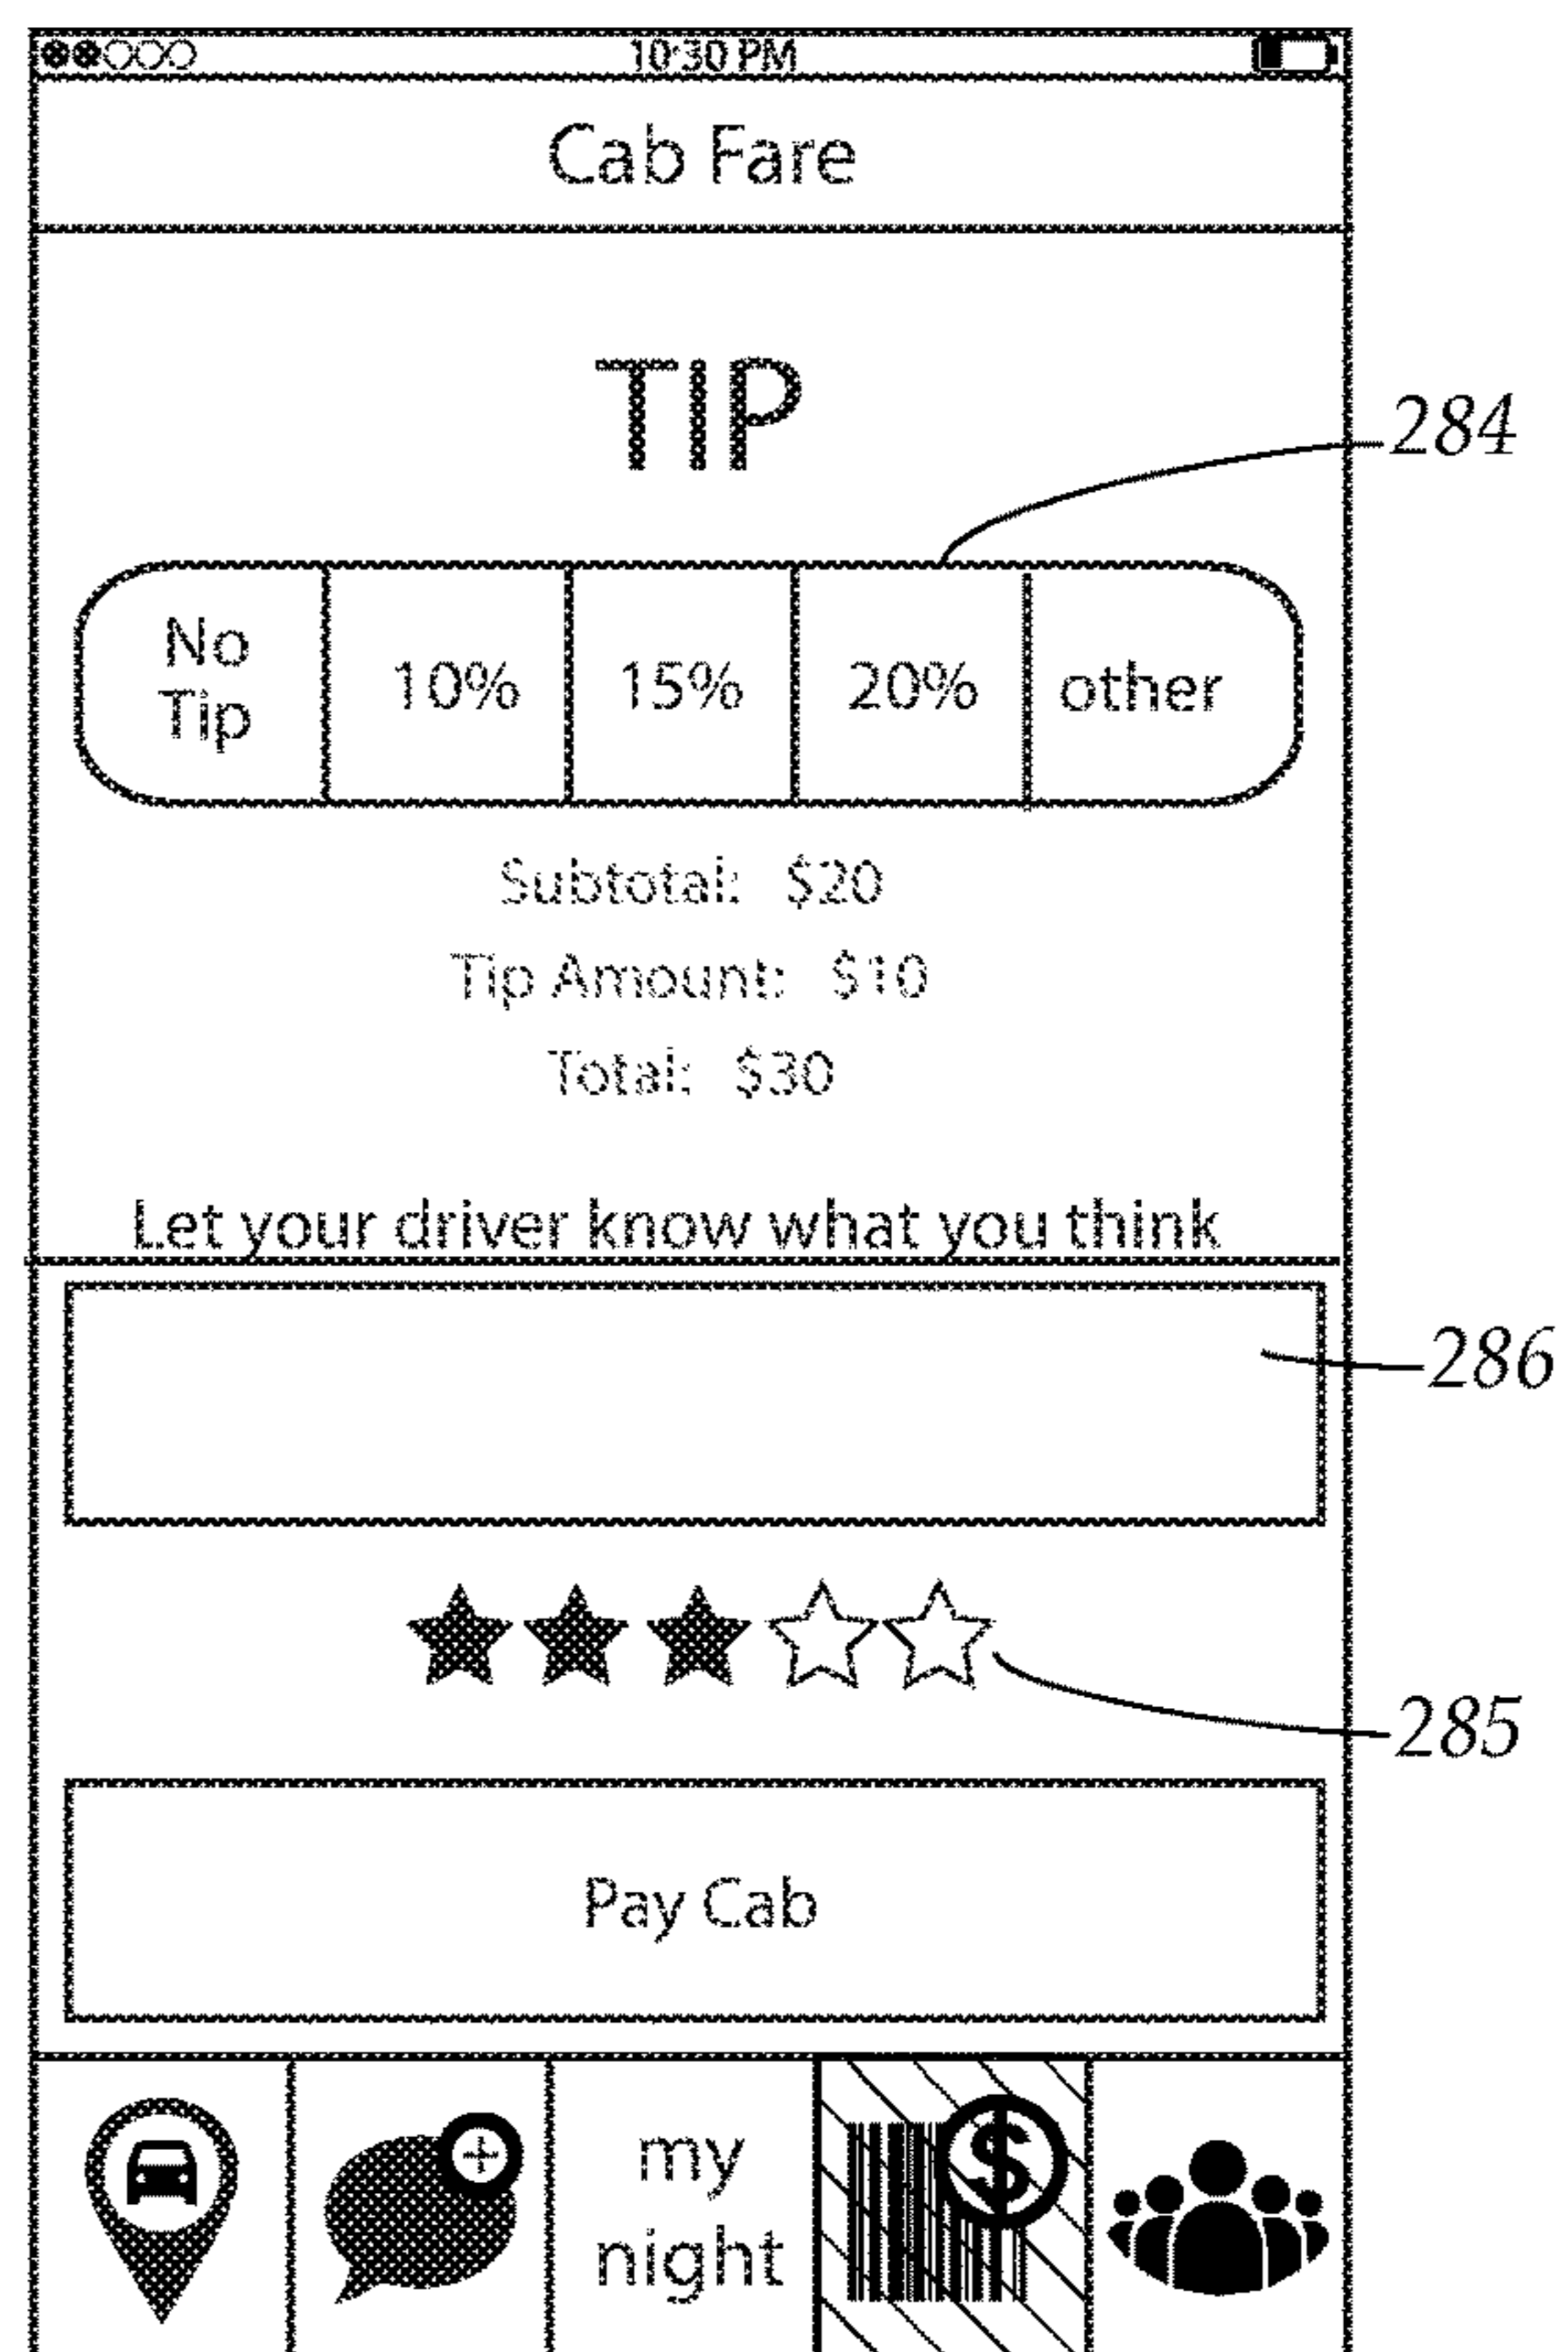 10:30 PM
Cab Fare
TIP
284
No
Tip
10%
15%
20%
other
Subtotal: $20
Tip Amount: $10
Total: $30
Let your driver know what you think
286
285
Pay Cab
my
night
$